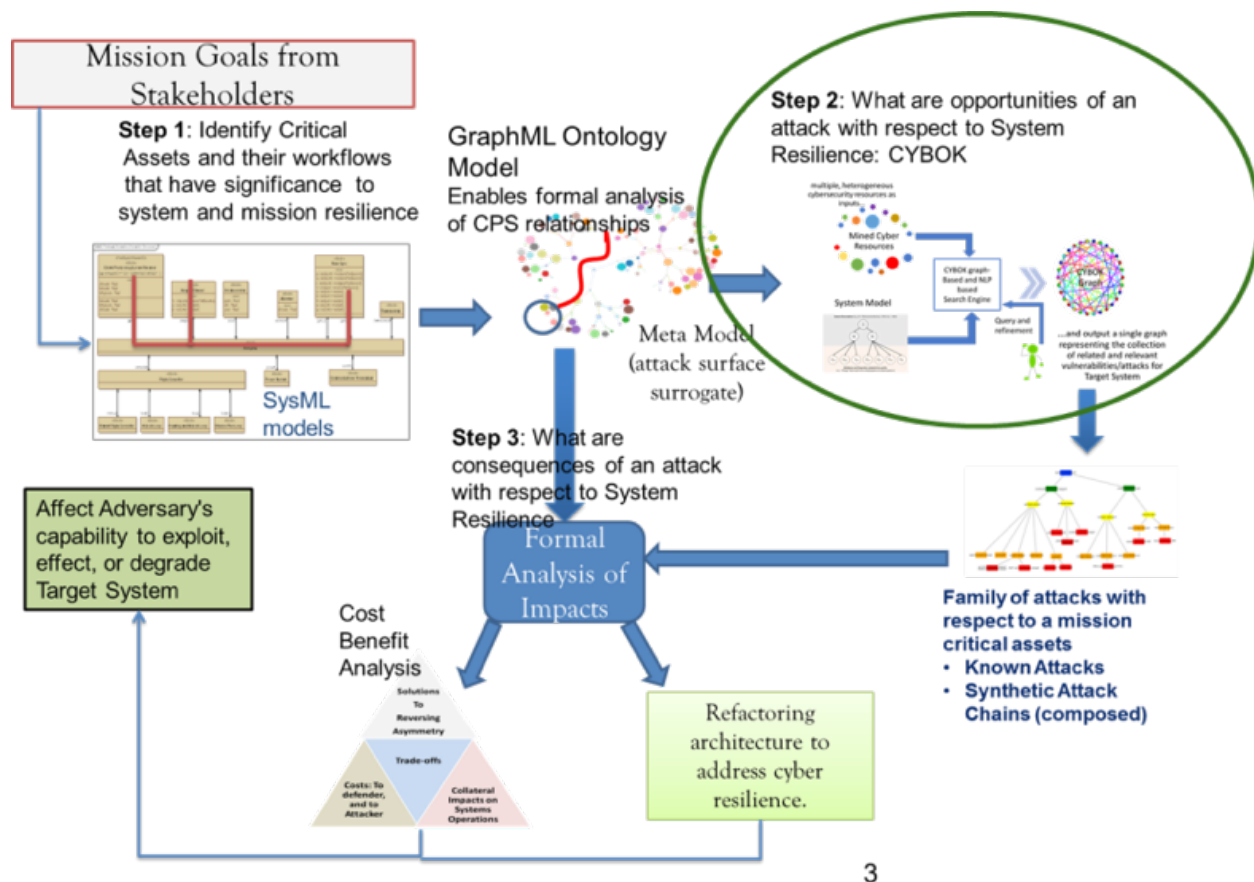 Mission Goals from
Stakeholders
Step 1: Identify Critical
Assets and their workflows
that have significance to
system and mission resilience
SysML
models
GraphML Ontology
Model
Enables formal analysis
of CPS relationships
Meta Model
(attack surface
surrogate)
Step 2: What are opportunities of an
attack with respect to System
Resilience: CYBOK
multiple, heterogeneous
cybersecurity resources as
inputs...
Mined Cyber
Resources
System Model
CYBOK graph-
Based and NLP
based
Search Engine
CYBOK
Graph
Query and
refinement
....and output a single graph
representing the collection
of related and relevant
vulnerabilities/attacks for
Target System
Step 3: What are
consequences of an attack
with respect to System
Resilience
Formal
Analysis of
Impacts
Family of attacks with
respect to a mission
critical assets
• Known Attacks
• Synthetic Attack
Chains (composed)
Affect Adversary's
capability to exploit,
effect, or degrade
Target System
Cost
Benefit
Analysis
Solutions
To
Reversing
Asymmetry
Trade-offs
Costs: To
defender,
and to
Attacker
Collateral
Impacts on
Systems
Operations
Refactoring
architecture to
address cyber
resilience.
3